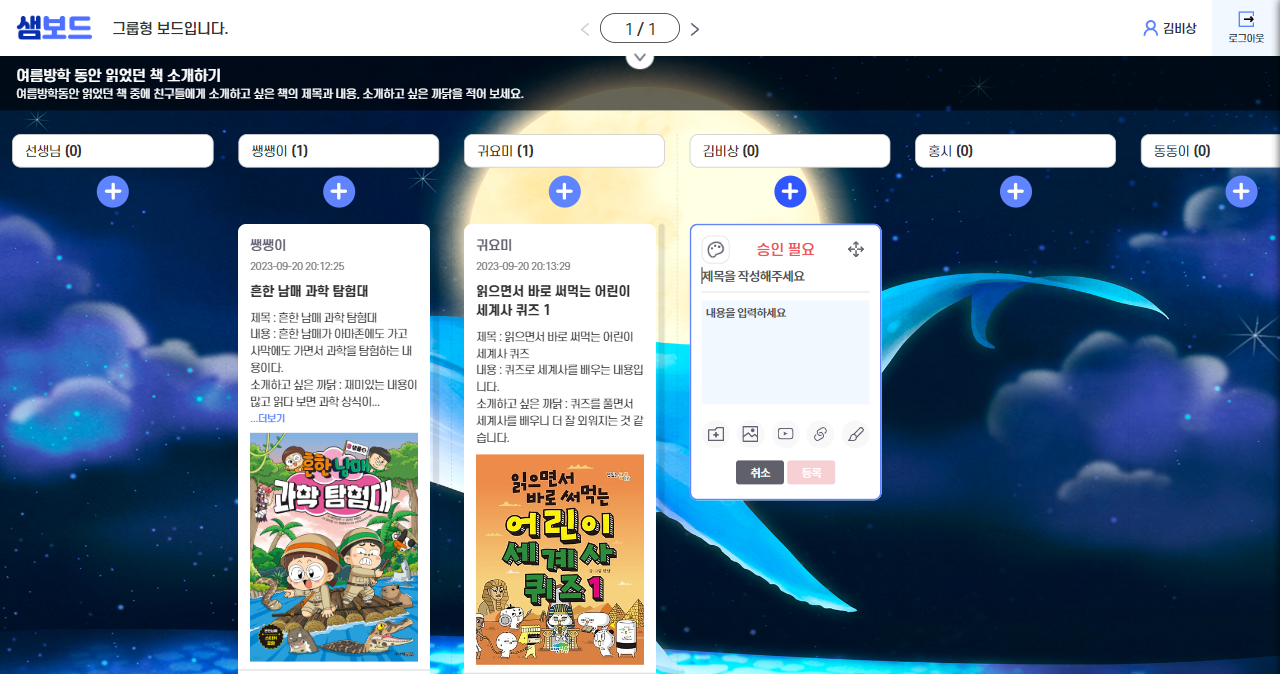 샘보드
그룹형 보드입니다.
1 / 1
김비상
로그아웃
여름방학 동안 읽었던 책 소개하기
여름방학동안 읽었던 책 중에 친구들에게 소개하고 싶은 책의 제목과 내용, 소개하고 싶은 까닭을 적어 보세요.
선생님 (0)
쌩쌩이 (1)
귀요미 (1)
김비상 (0)
홍시 (0)
동동이 (0)
쌩쌩이
2023-09-20 20:12:25
흔한 남매 과학 탐험대
제목 : 흔한 남매 과학 탐험대
내용 : 흔한 남매가 아마존에도 가고
사막에도 가면서 과학을 탐험하는 내
용이다.
소개하고 싶은 까닭 : 재미있는 내용이
많고 읽다 보면 과학 상식이...
...더보기
흔한남매
과학 탐험대
귀요미
2023-09-20 20:13:29
읽으면서 바로 써먹는 어린이
세계사 퀴즈 1
제목 : 읽으면서 바로 써먹는 어린이
세계사 퀴즈
내용 : 퀴즈로 세계사를 배우는 내용입
니다.
소개하고 싶은 까닭 : 퀴즈를 풀면서
세계사를 배우니 더 잘 외워지는 것 같
습니다.
읽으면서
바로 써먹는
어린이
세계사
퀴즈 1
승인 필요
제목을 작성해주세요
내용을 입력하세요
취소
등록